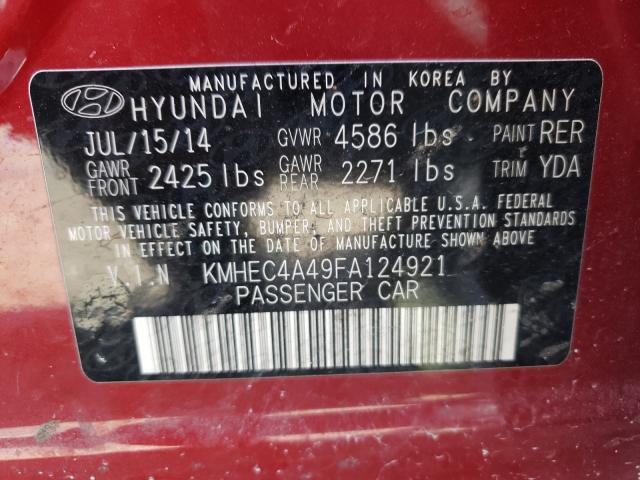 MANUFACTURED IN KOREA BY
HYUNDAI MOTOR COMPANY
JUL/15/14 GVWR 4586 lbs PAINT RER
GAWR FRONT 2425 lbs GAWR REAR 2271 lbs TRIM YDA
THIS VEHICLE CONFORMS TO ALL APPLICABLE U.S.A. FEDERAL
MOTOR VEHICLE SAFETY, BUMPER, AND THEFT PREVENTION STANDARDS
IN EFFECT ON THE DATE OF MANUFACTURE SHOWN ABOVE
V.I.N KMHEC4A49FA124921
PASSENGER CAR